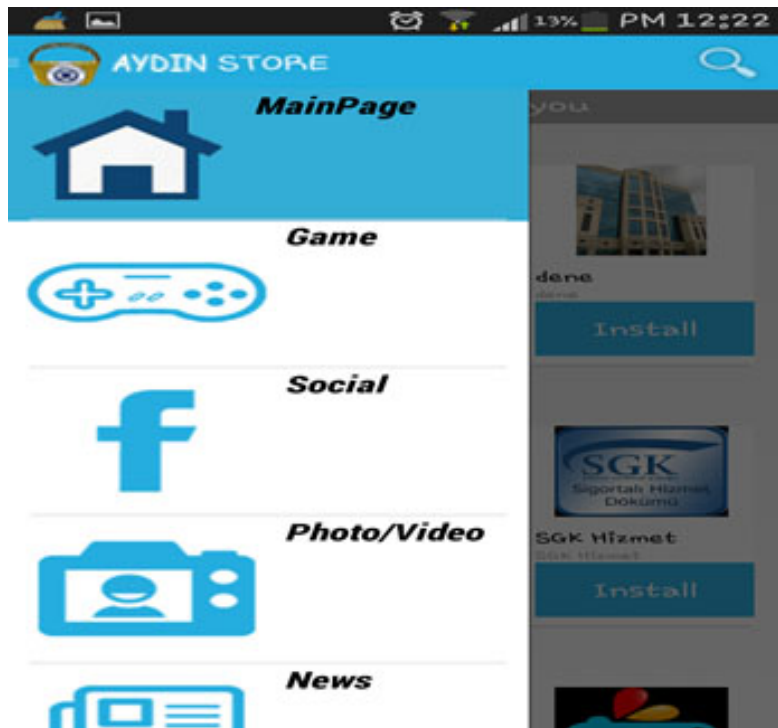 13% PM 12:22
AYDIN STORE
MainPage
you
Game
dene
dene
Install
Social
SGK
Sigortalı Hizmet
Dökümü
SGK Hizmet
SGK Hizmet
Photo/Video
Install
News